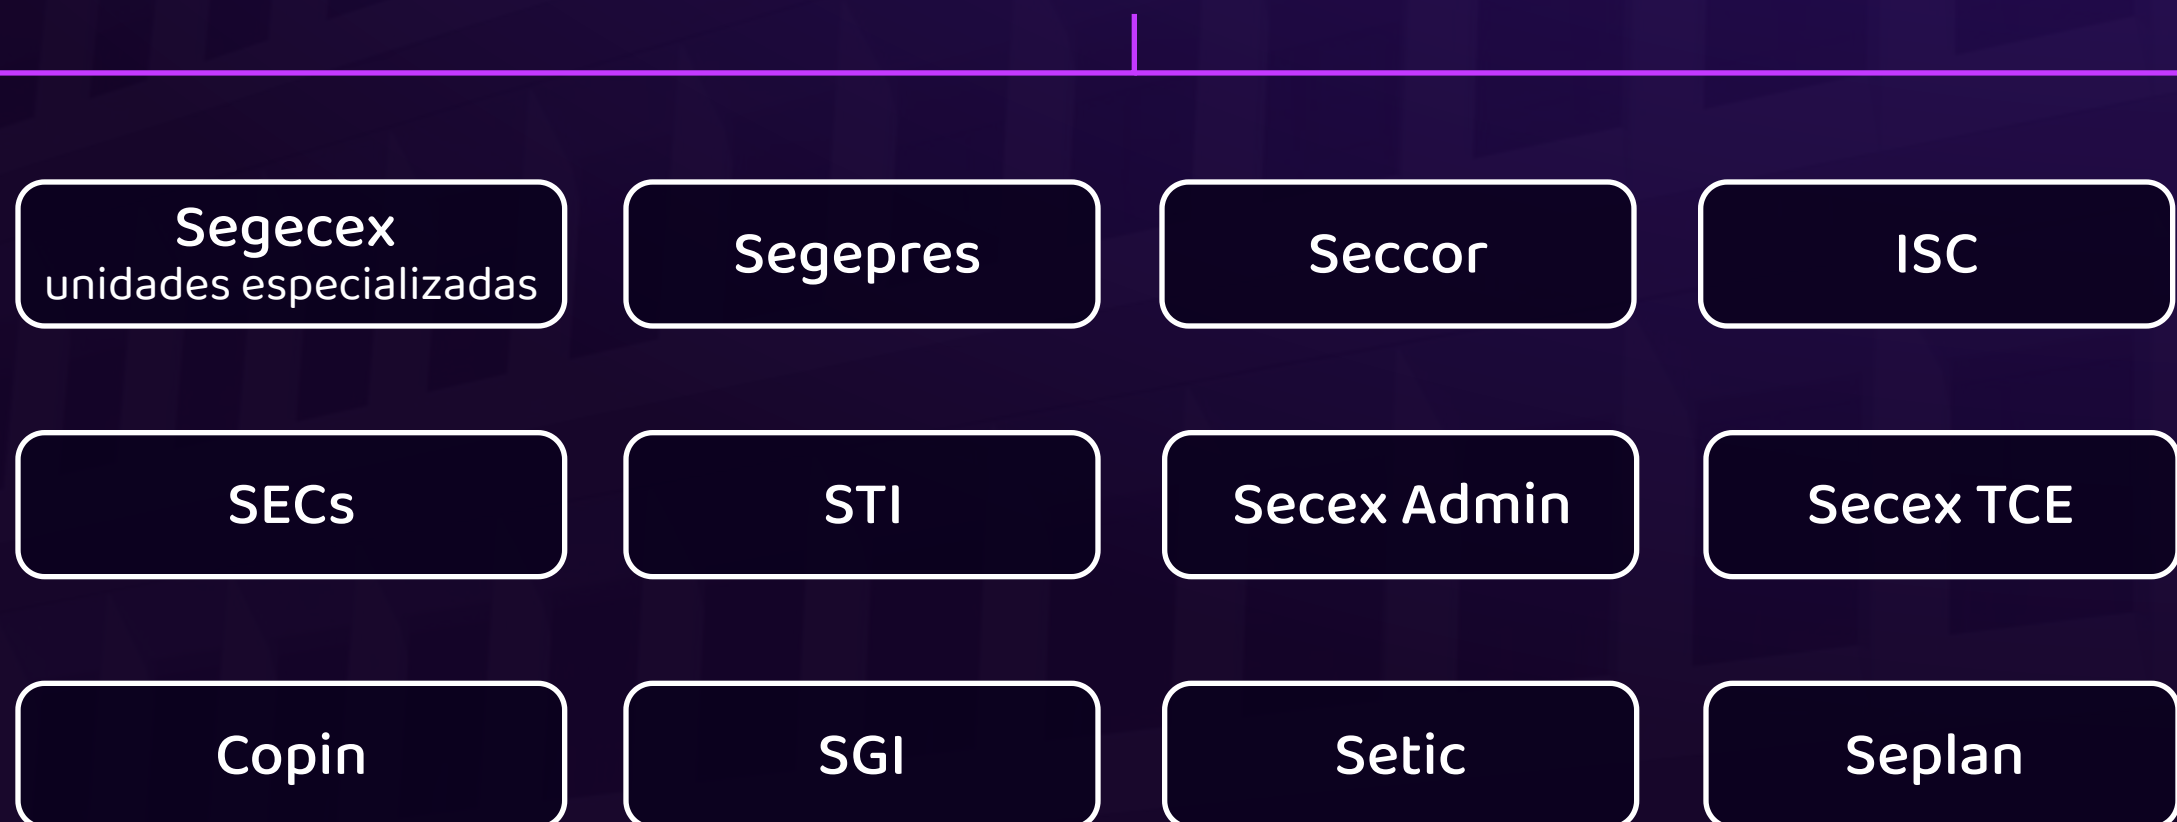 Segecex
unidades especializadas
Segepres
Seccor
ISC
SECs
STI
Secex Admin
Secex TCE
Copin
SGI
Setic
Seplan